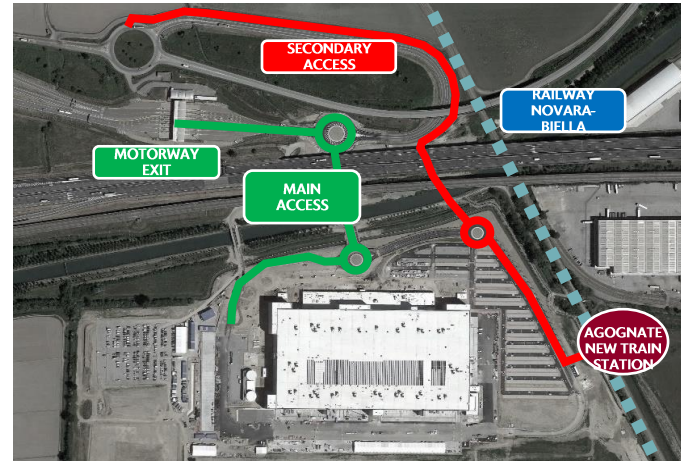 SECONDARY
ACCESS
RAILWAY
NOVARA-
BIELLA
MOTORWAY
EXIT
MAIN
ACCESS
AGOGNATE
NEW TRAIN
STATION